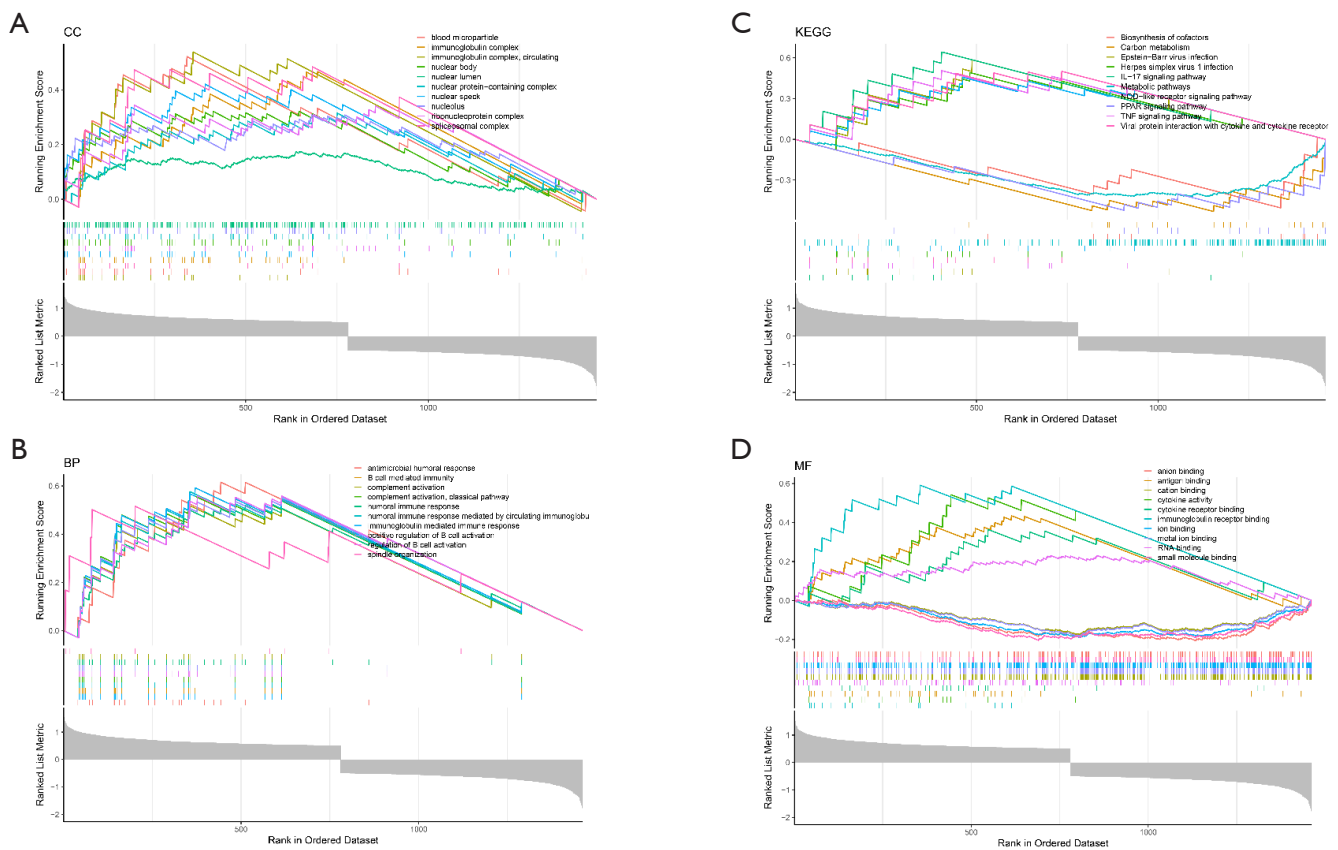 A
CC
blood microparticle
immunoglobulin complex
immunoglobulin complex, circulating
nuclear body
nuclear lumen
nuclear protein-containing complex
nuclear speck
nucleolus
ribonucleoprotein complex
spliceosomal complex
Running Enrichment Score
0.4
0.2
0.0
Ranked List Metric
1
0
−1
−2
500
1000
Rank in Ordered Dataset
C
KEGG
Biosynthesis of cofactors
Carbon metabolism
Epstein−Barr virus infection
Herpes simplex virus 1 infection
IL−17 signaling pathway
Metabolic pathways
NOD−like receptor signaling pathway
PPAR signaling pathway
TNF signaling pathway
Viral protein interaction with cytokine and cytokine receptor
Running Enrichment Score
0.6
0.3
0.0
−0.3
Ranked List Metric
1
0
−1
−2
500
1000
Rank in Ordered Dataset
B
BP
antimicrobial humoral response
B cell mediated immunity
complement activation
complement activation, classical pathway
humoral immune response
humoral immune response mediated by circulating immunoglobu
immunoglobulin mediated immune response
positive regulation of B cell activation
regulation of B cell activation
spindle organization
Running Enrichment Score
0.6
0.4
0.2
0.0
Ranked List Metric
1
0
−1
−2
500
1000
Rank in Ordered Dataset
D
MF
anion binding
antigen binding
cation binding
cytokine activity
cytokine receptor binding
immunoglobulin receptor binding
ion binding
metal ion binding
RNA binding
small molecule binding
Running Enrichment Score
0.6
0.4
0.2
0.0
−0.2
Ranked List Metric
1
0
−1
−2
500
1000
Rank in Ordered Dataset